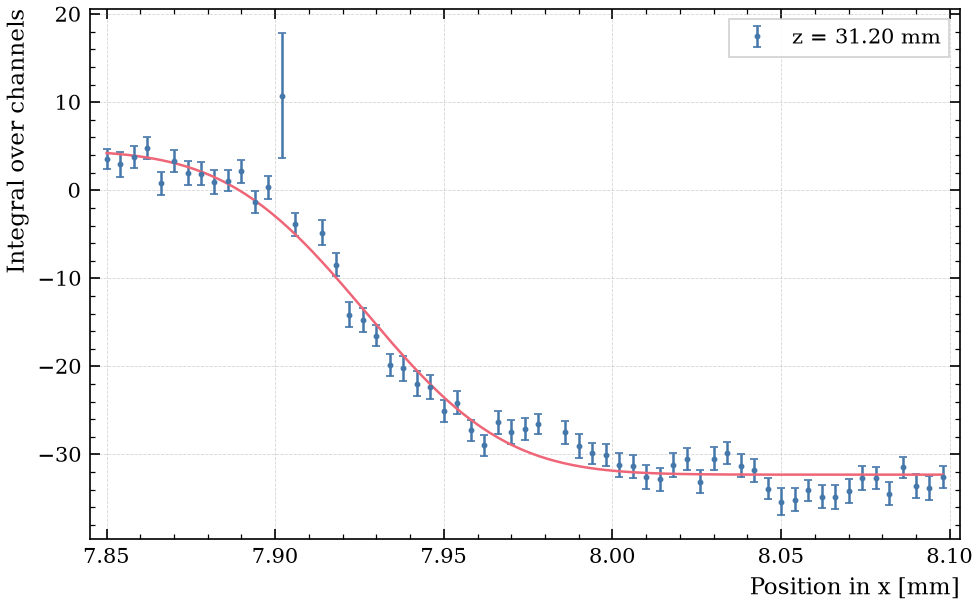 Integral over channels
20
10
0
−10
−20
−30
z = 31.20 mm
7.85 7.90 7.95 8.00 8.05 8.10
Position in x [mm]